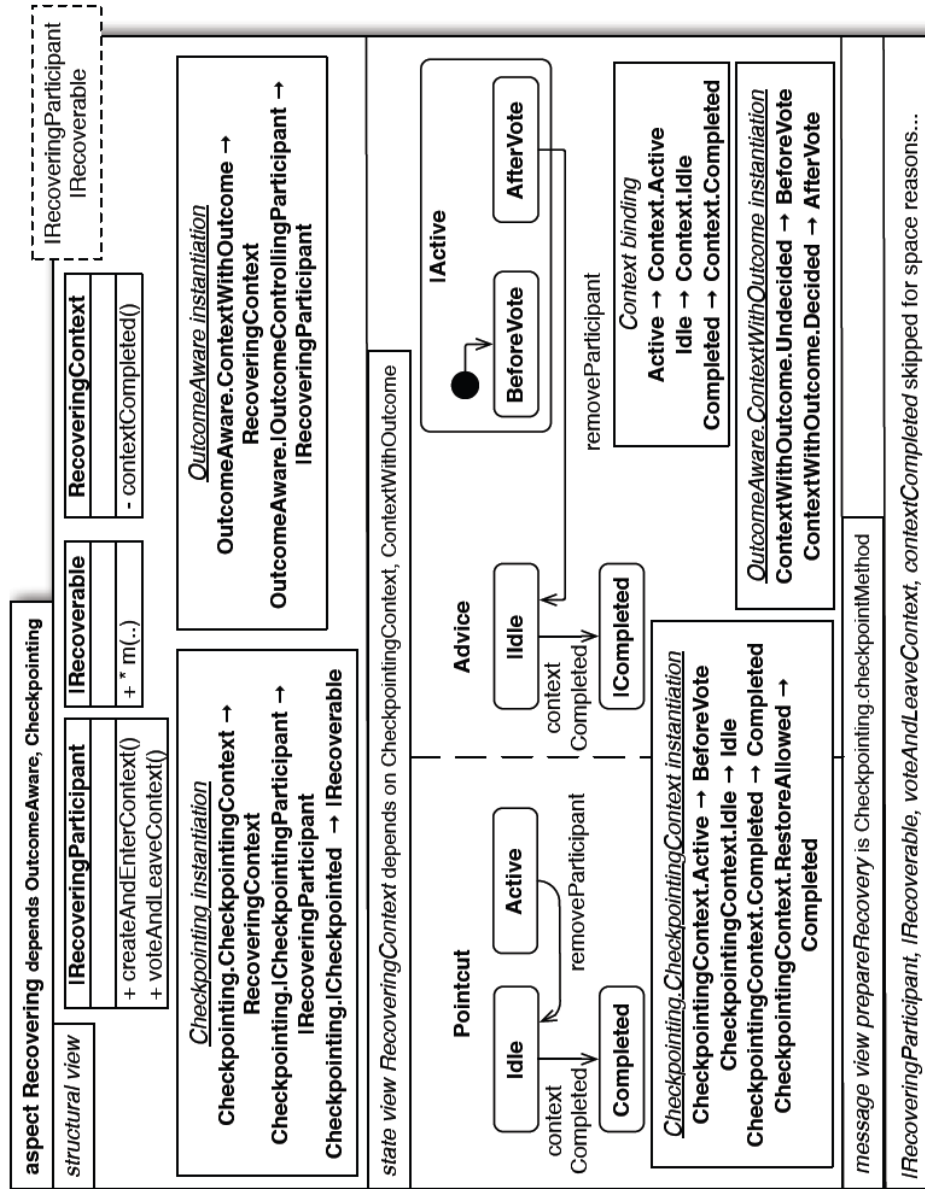 aspect Recovering depends OutcomeAware, Checkpointing
IRecoveringParticipant
IRecoverable
structural view
IRecoveringParticipant
+ createAndEnterContext()
+ voteAndLeaveContext()
IRecoverable
+ * m(..)
RecoveringContext
- contextCompleted()
Checkpointing instantiation
Checkpointing.CheckpointingContext →
RecoveringContext
Checkpointing.ICheckpointingParticipant →
IRecoveringParticipant
Checkpointing.ICheckpointed → IRecoverable
OutcomeAware instantiation
OutcomeAware.ContextWithOutcome →
RecoveringContext
OutcomeAware.IOutcomeControllingParticipant →
IRecoveringParticipant
state view RecoveringContext depends on CheckpointingContext, ContextWithOutcome
Pointcut
Idle
Active
removeParticipant
context
Completed
Completed
Advice
IIdle
context
Completed
ICompleted
IActive
BeforeVote
AfterVote
removeParticipant
Context binding
Active → Context.Active
Idle → Context.Idle
Completed → Context.Completed
Checkpointing.CheckpointingContext instantiation
CheckpointingContext.Active → BeforeVote
CheckpointingContext.Idle → Idle
CheckpointingContext.Completed → Completed
CheckpointingContext.RestoreAllowed →
Completed
OutcomeAware.ContextWithOutcome instantiation
ContextWithOutcome.Undecided → BeforeVote
ContextWithOutcome.Decided → AfterVote
message view prepareRecovery is Checkpointing.checkpointMethod
IRecoveringParticipant, IRecoverable, voteAndLeaveContext, contextCompleted skipped for space reasons...